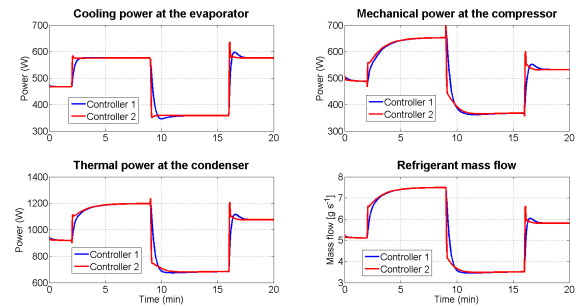 Cooling power at the evaporator
Power (W)
700
600
500
400
300
0
5
10
15
20
Controller 1
Controller 2
Mechanical power at the compressor
Power (W)
700
600
500
400
300
0
5
10
15
20
Controller 1
Controller 2
Thermal power at the condenser
Power (W)
1400
1200
1000
800
600
0
5
10
15
20
Time (min)
Controller 1
Controller 2
Refrigerant mass flow
Mass flow [g s⁻¹]
8
7
6
5
4
3
0
5
10
15
20
Time (min)
Controller 1
Controller 2